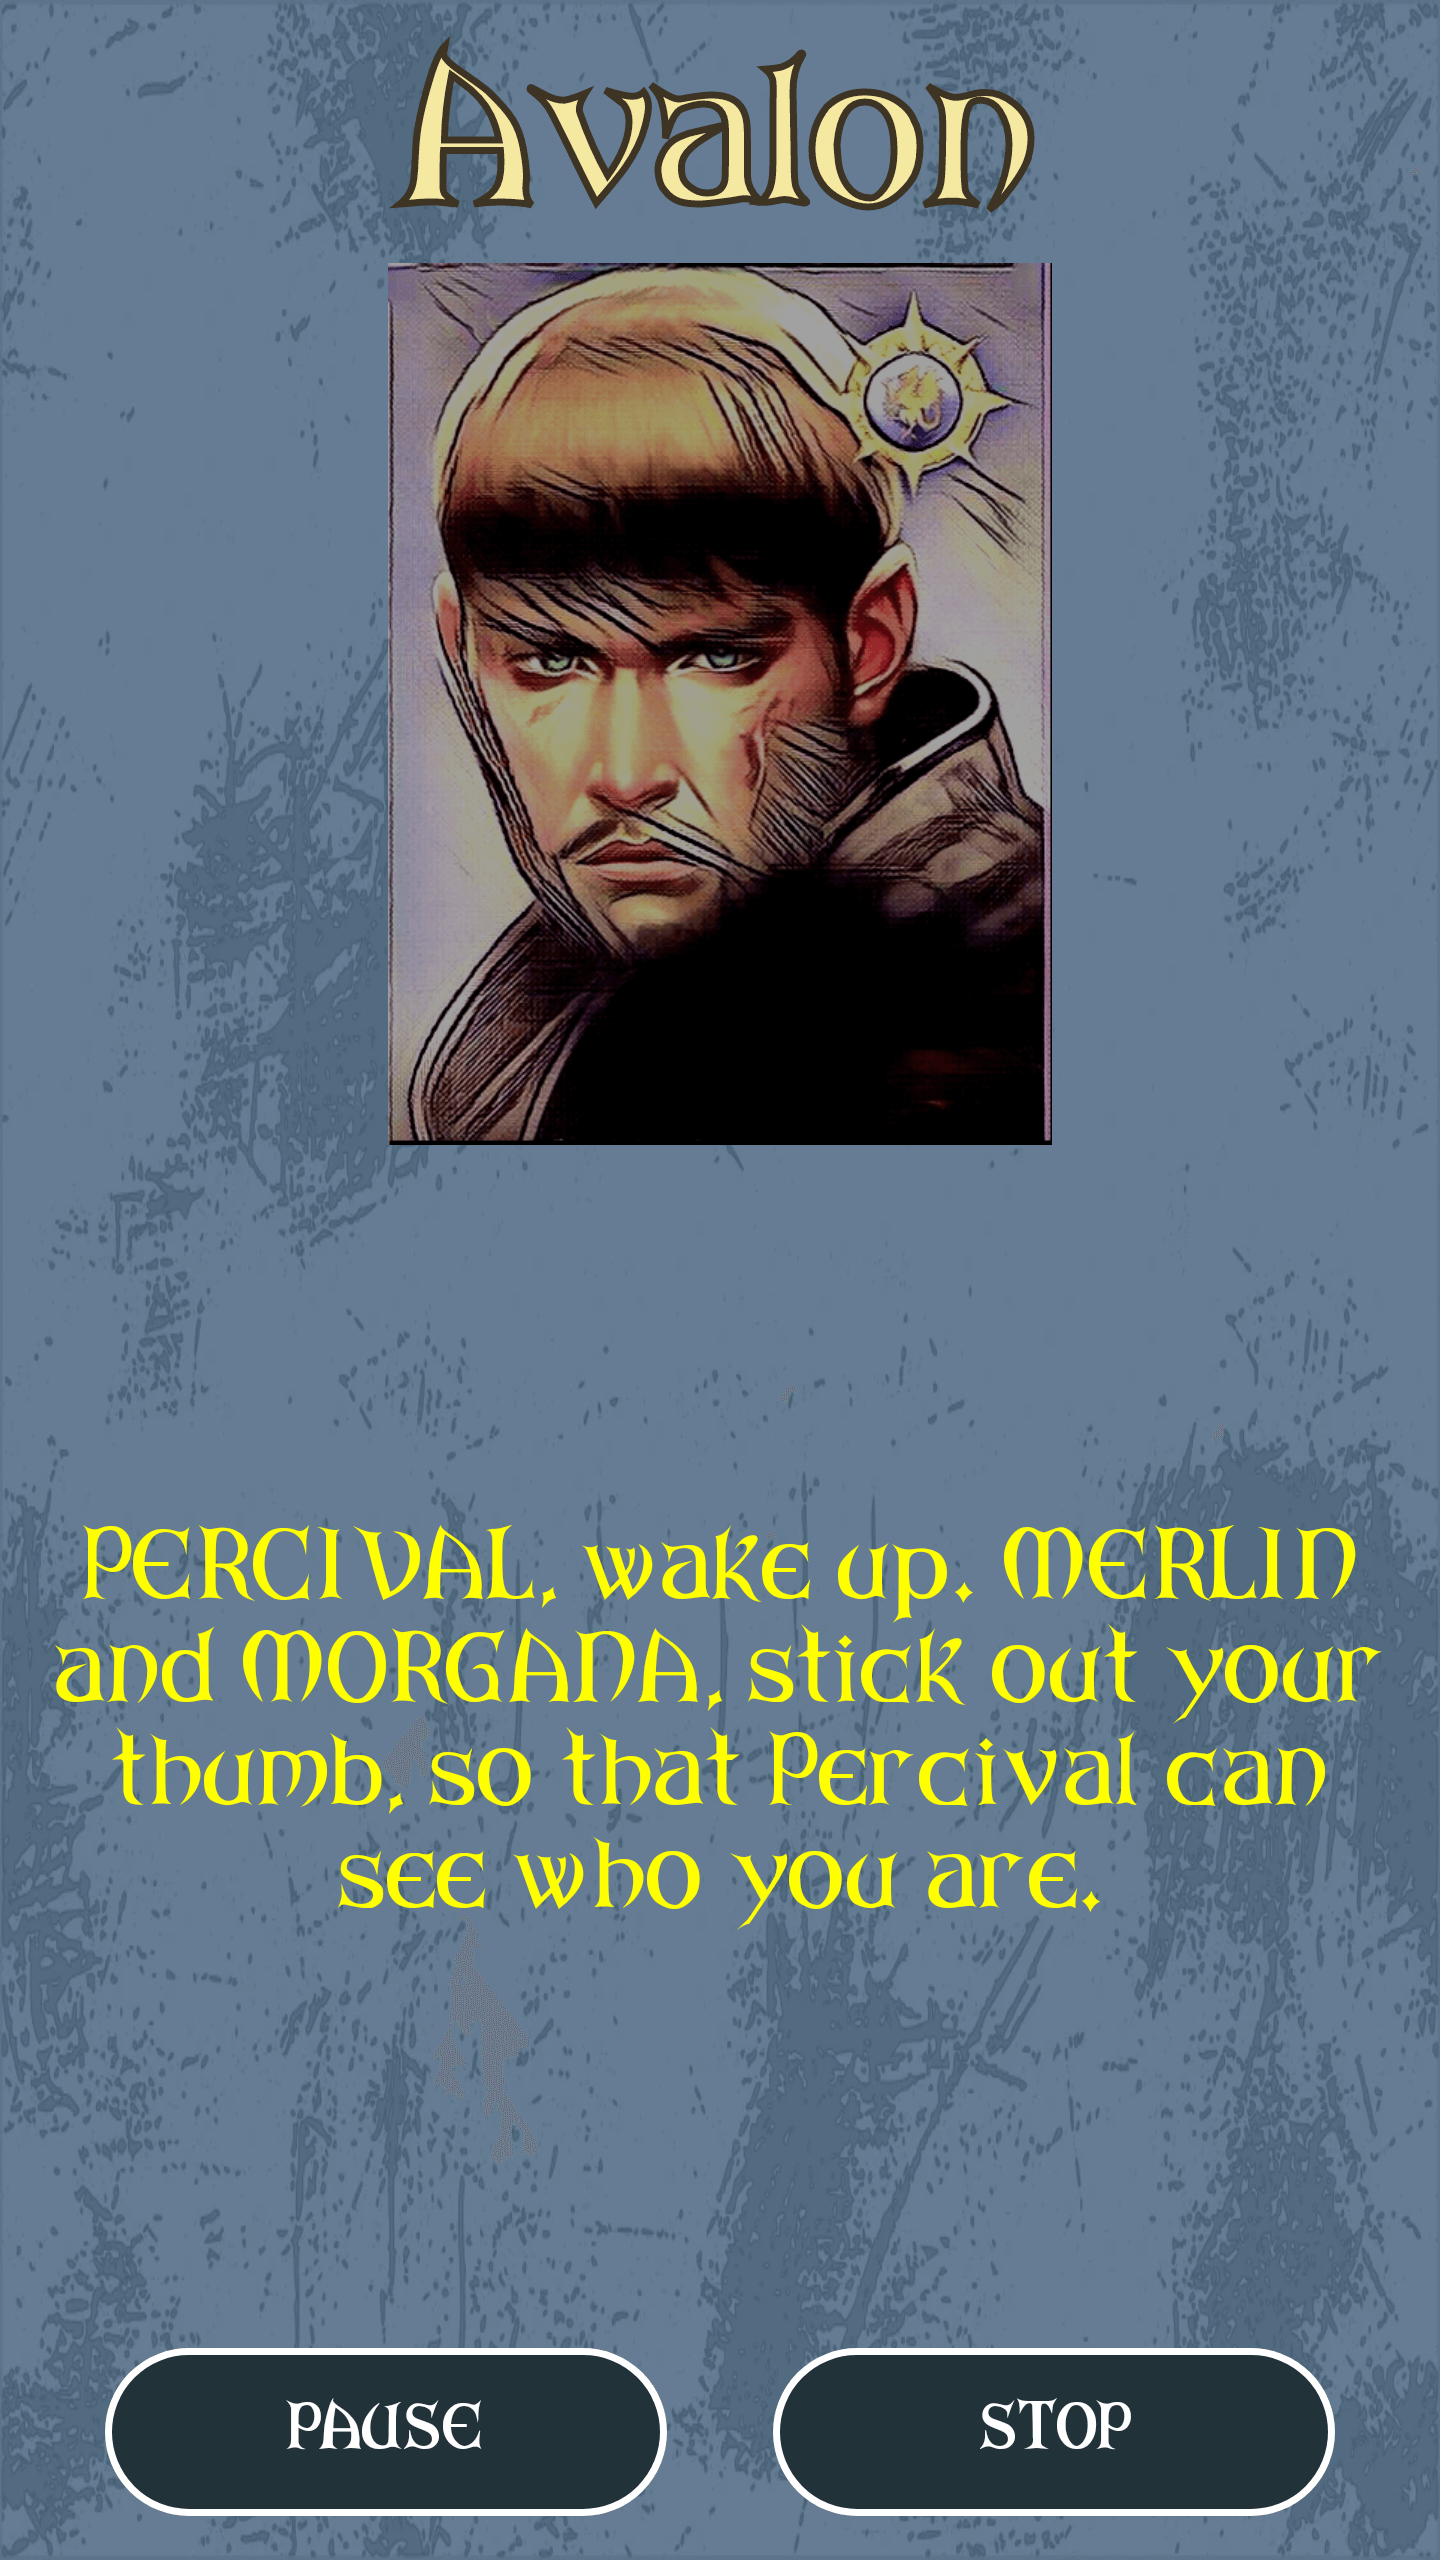 Avalon
PERCIVAL, wake up. MERLIN
and MORGANA, stick out your
thumb, so that Percival can
see who you are.
PAUSE
STOP